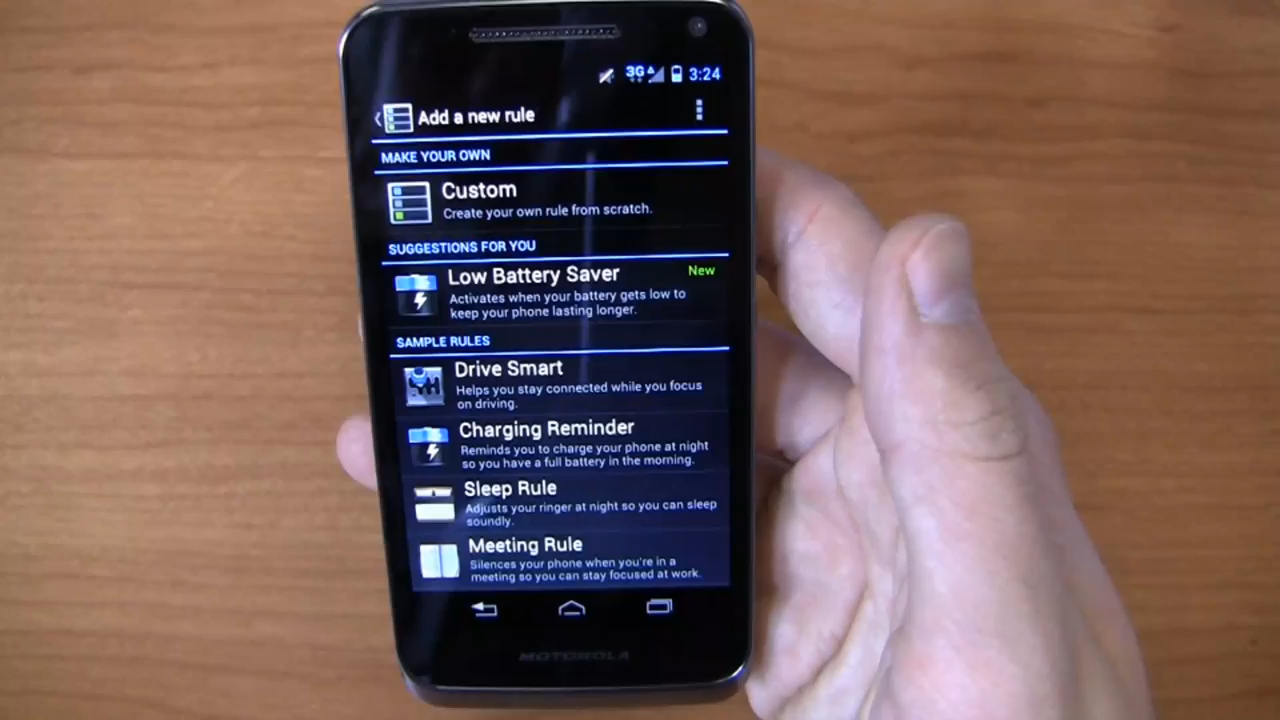 3G 3:24
Add a new rule
MAKE YOUR OWN
Custom
Create your own rule from scratch.
SUGGESTIONS FOR YOU
Low Battery Saver New
Activates when your battery gets low to
keep your phone lasting longer.
SAMPLE RULES
Drive Smart
Helps you stay connected while you focus
on driving.
Charging Reminder
Reminds you to charge your phone at night
so you have a full battery in the morning.
Sleep Rule
Adjusts your ringer at night so you can sleep
soundly.
Meeting Rule
Silences your phone when you're in a
meeting so you can stay focused at work.
MOTOROLA